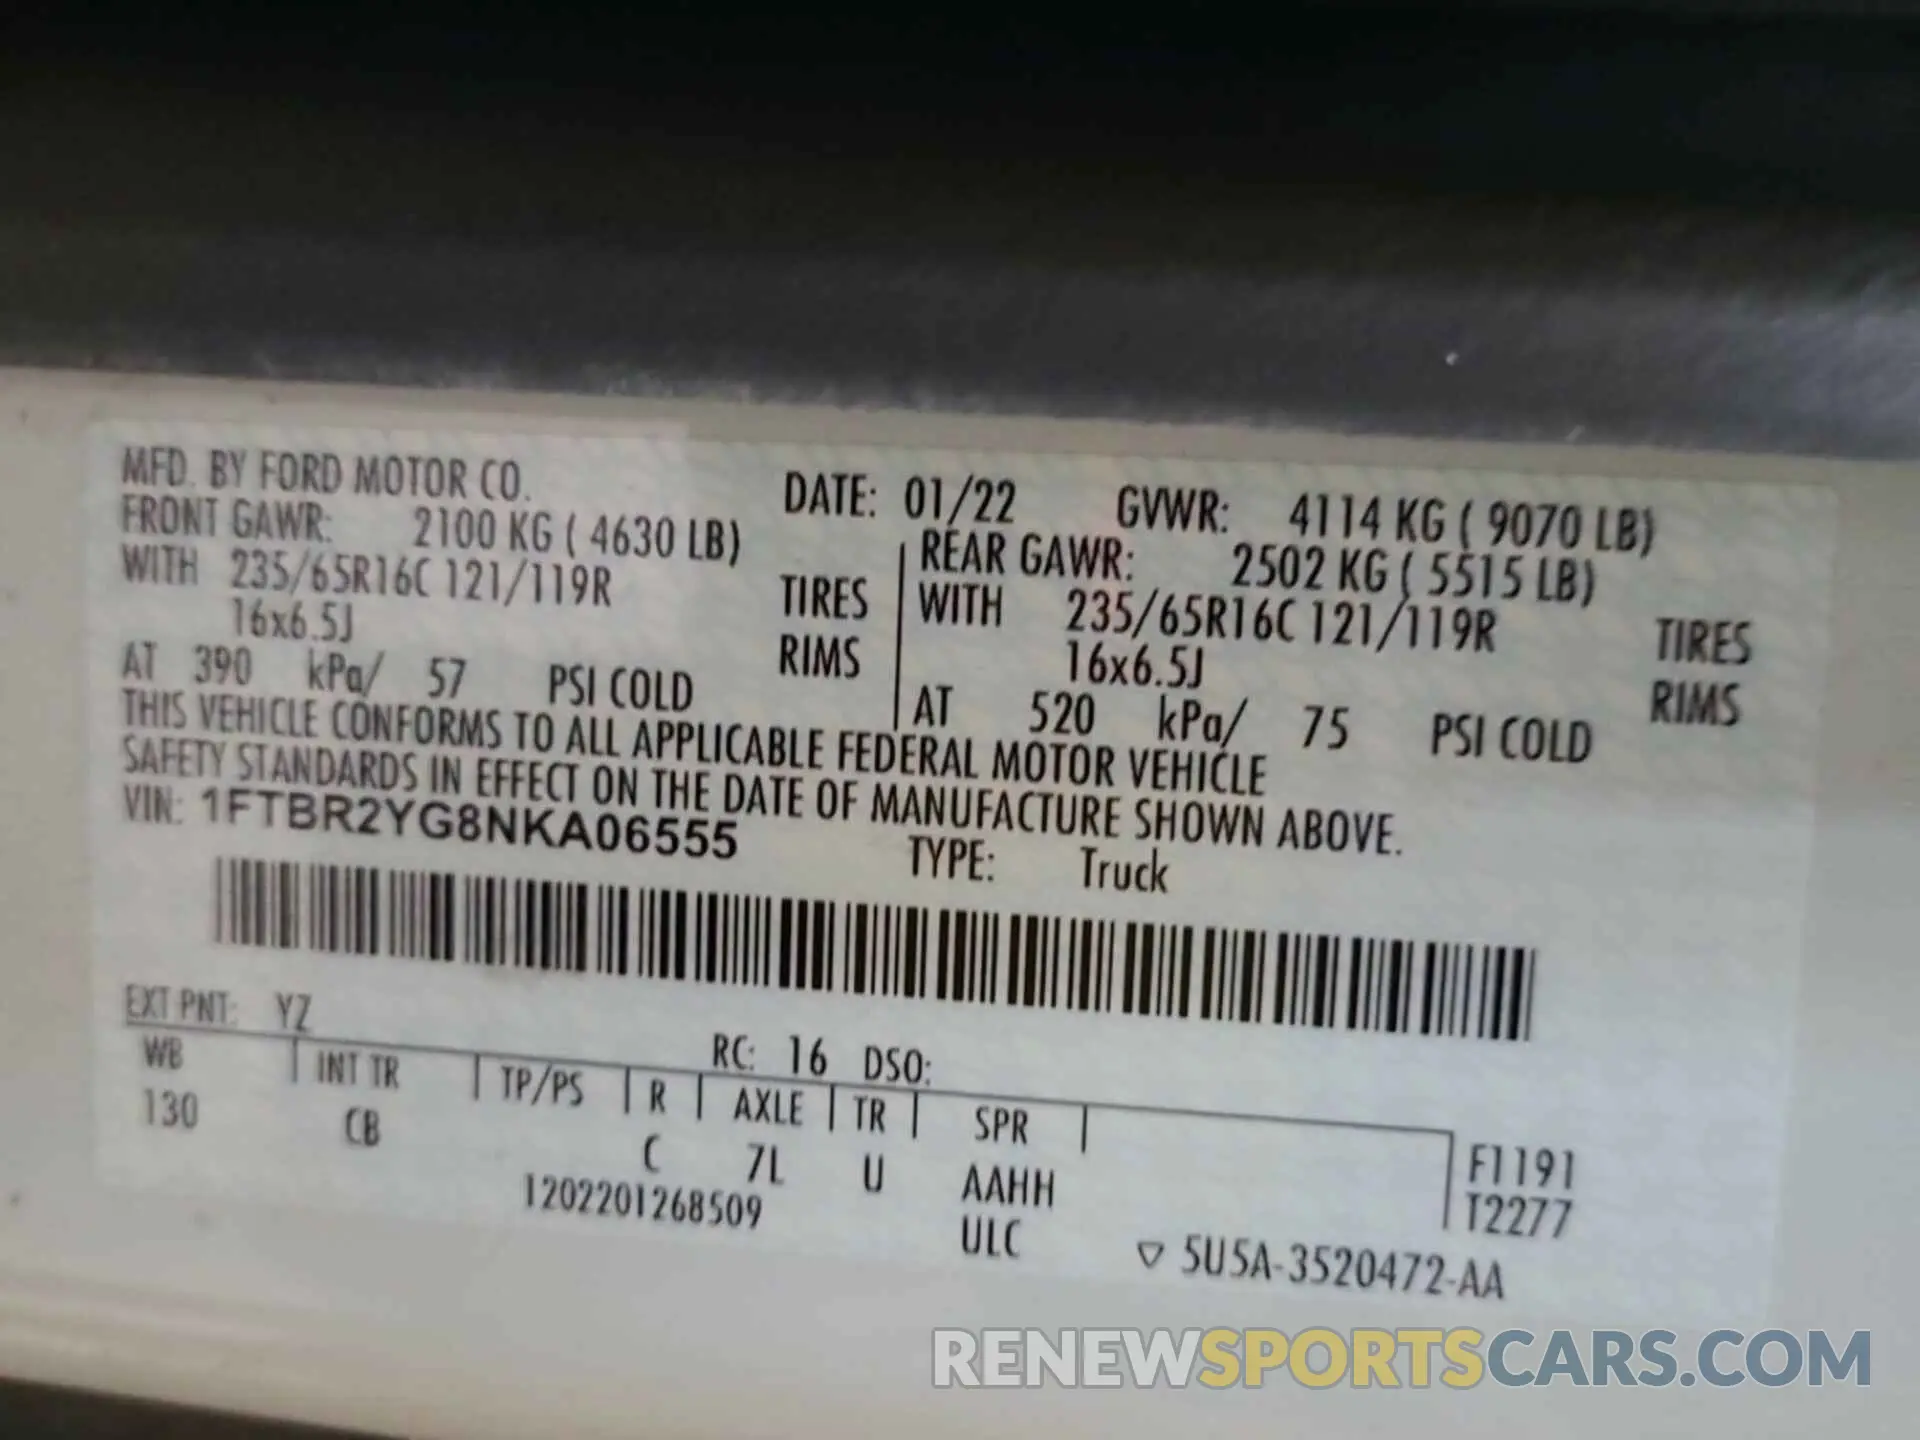 MFD. BY FORD MOTOR CO. DATE: 01/22 GVWR: 4114 KG ( 9070 LB)
FRONT GAWR: 2100 KG ( 4630 LB) REAR GAWR: 2502 KG ( 5515 LB)
WITH 235/65R16C 121/119R TIRES WITH 235/65R16C 121/119R TIRES
16x6.5J RIMS 16x6.5J RIMS
AT 390 kPa/ 57 PSI COLD AT 520 kPa/ 75 PSI COLD
THIS VEHICLE CONFORMS TO ALL APPLICABLE FEDERAL MOTOR VEHICLE
SAFETY STANDARDS IN EFFECT ON THE DATE OF MANUFACTURE SHOWN ABOVE.
VIN: 1FTBR2YG8NKA06555 TYPE: Truck
EXT PNT: YZ RC: 16 DSO:
WB INT TR TP/PS R AXLE TR SPR
130 CB C 7L U AAHH F1191
1202201268509 ULC T2277
▽ 5U5A-3520472-AA
RENEWSPORTSCARS.COM